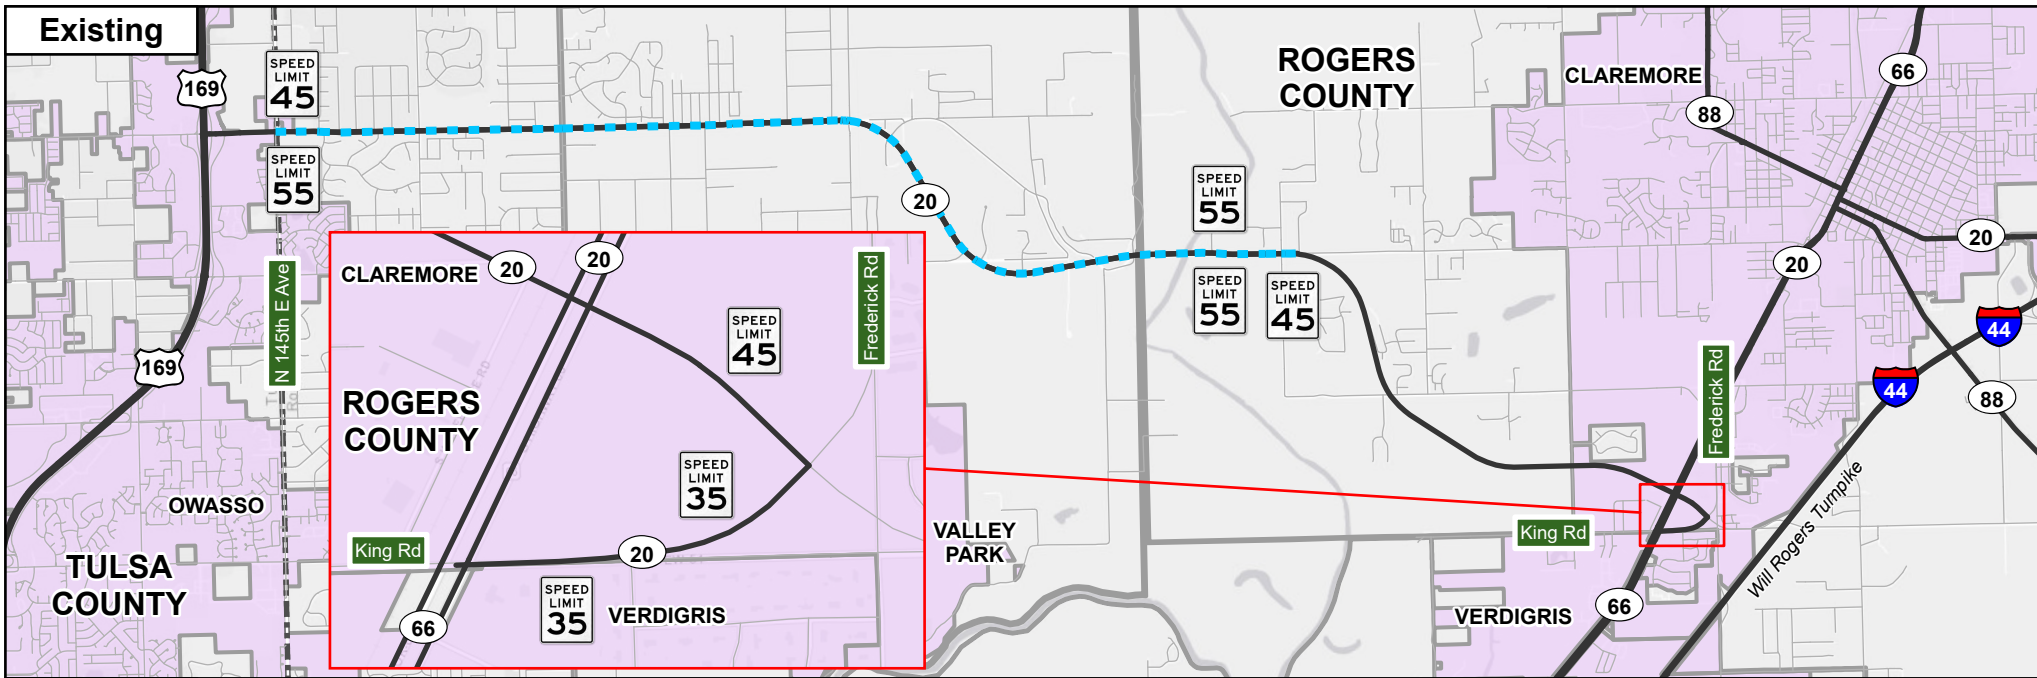 Existing
169
SPEED
LIMIT
45
SPEED
LIMIT
55
N 145th E Ave
169
OWASSO
TULSA
COUNTY
20
ROGERS
COUNTY
SPEED
LIMIT
55
SPEED
LIMIT
55
SPEED
LIMIT
45
CLAREMORE
88
66
20
20
44
44
88
Frederick Rd
Will Rogers Turnpike
King Rd
VERDIGRIS
66
VALLEY
PARK
CLAREMORE
20
20
Frederick Rd
SPEED
LIMIT
45
ROGERS
COUNTY
SPEED
LIMIT
35
King Rd
20
SPEED
LIMIT
35
VERDIGRIS
66